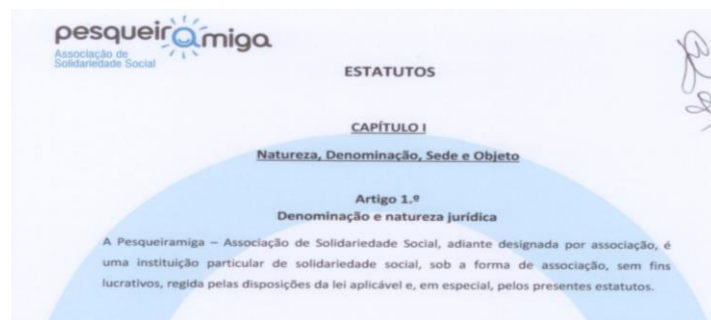 pesqueiramiga
Associação de
Solidariedade Social
ESTATUTOS
CAPÍTULO I
Natureza, Denominação, Sede e Objeto
Artigo 1.º
Denominação e natureza jurídica
A Pesqueiramiga – Associação de Solidariedade Social, adiante designada por associação, é
uma instituição particular de solidariedade social, sob a forma de associação, sem fins
lucrativos, regida pelas disposições da lei aplicável e, em especial, pelos presentes estatutos.